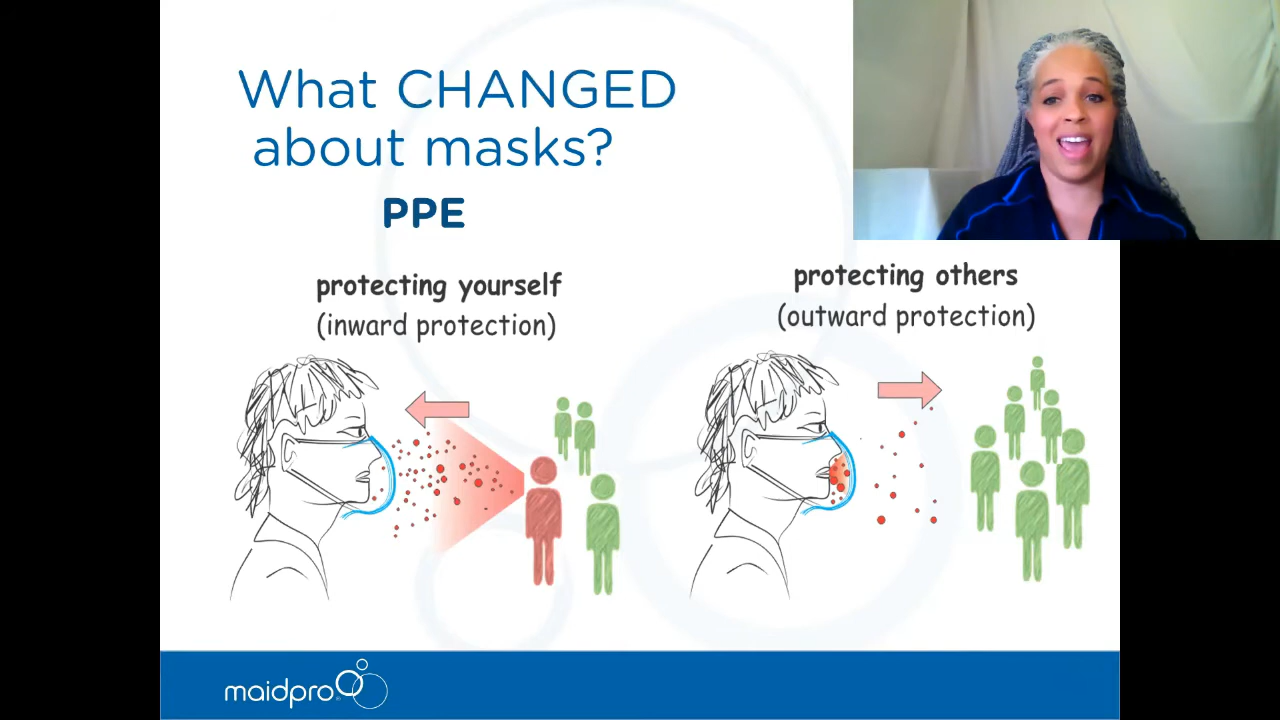 What CHANGED
about masks?
PPE
protecting yourself
(inward protection)
protecting others
(outward protection)
maidpro